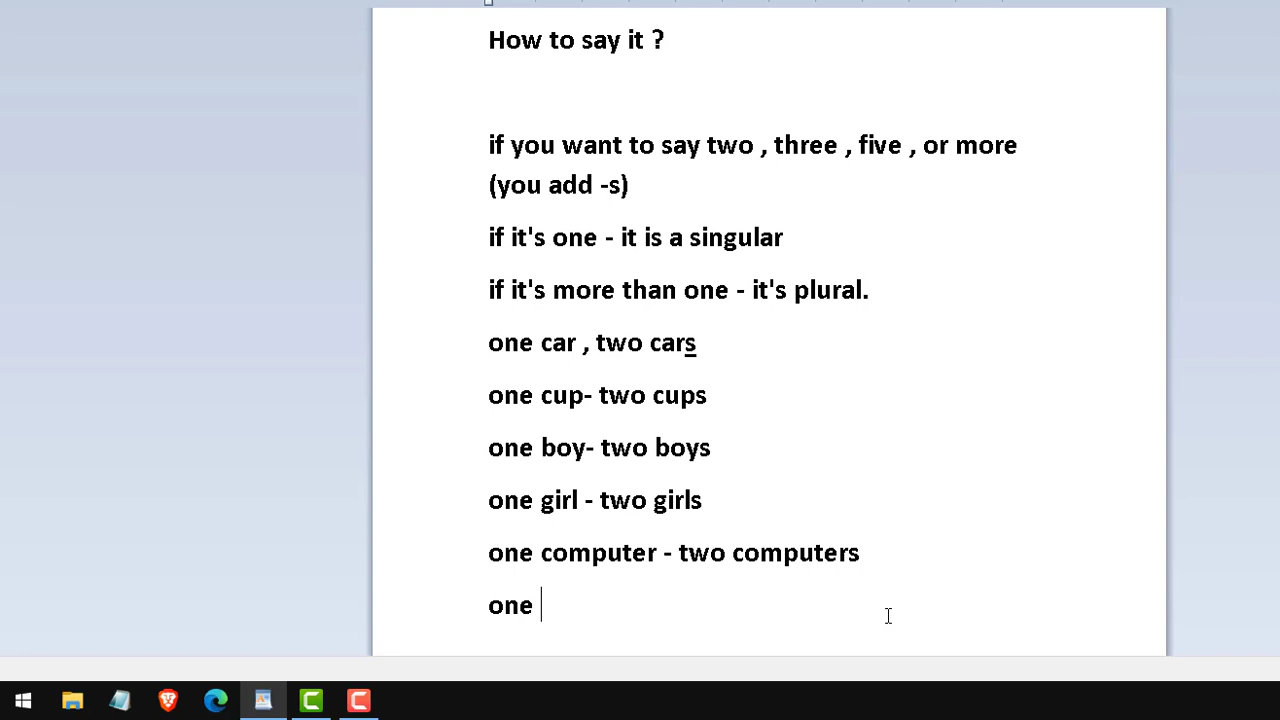 How to say it ?
if you want to say two , three , five , or more
(you add -s)
if it's one - it is a singular
if it's more than one - it's plural.
one car , two cars
one cup- two cups
one boy- two boys
one girl - two girls
one computer - two computers
one